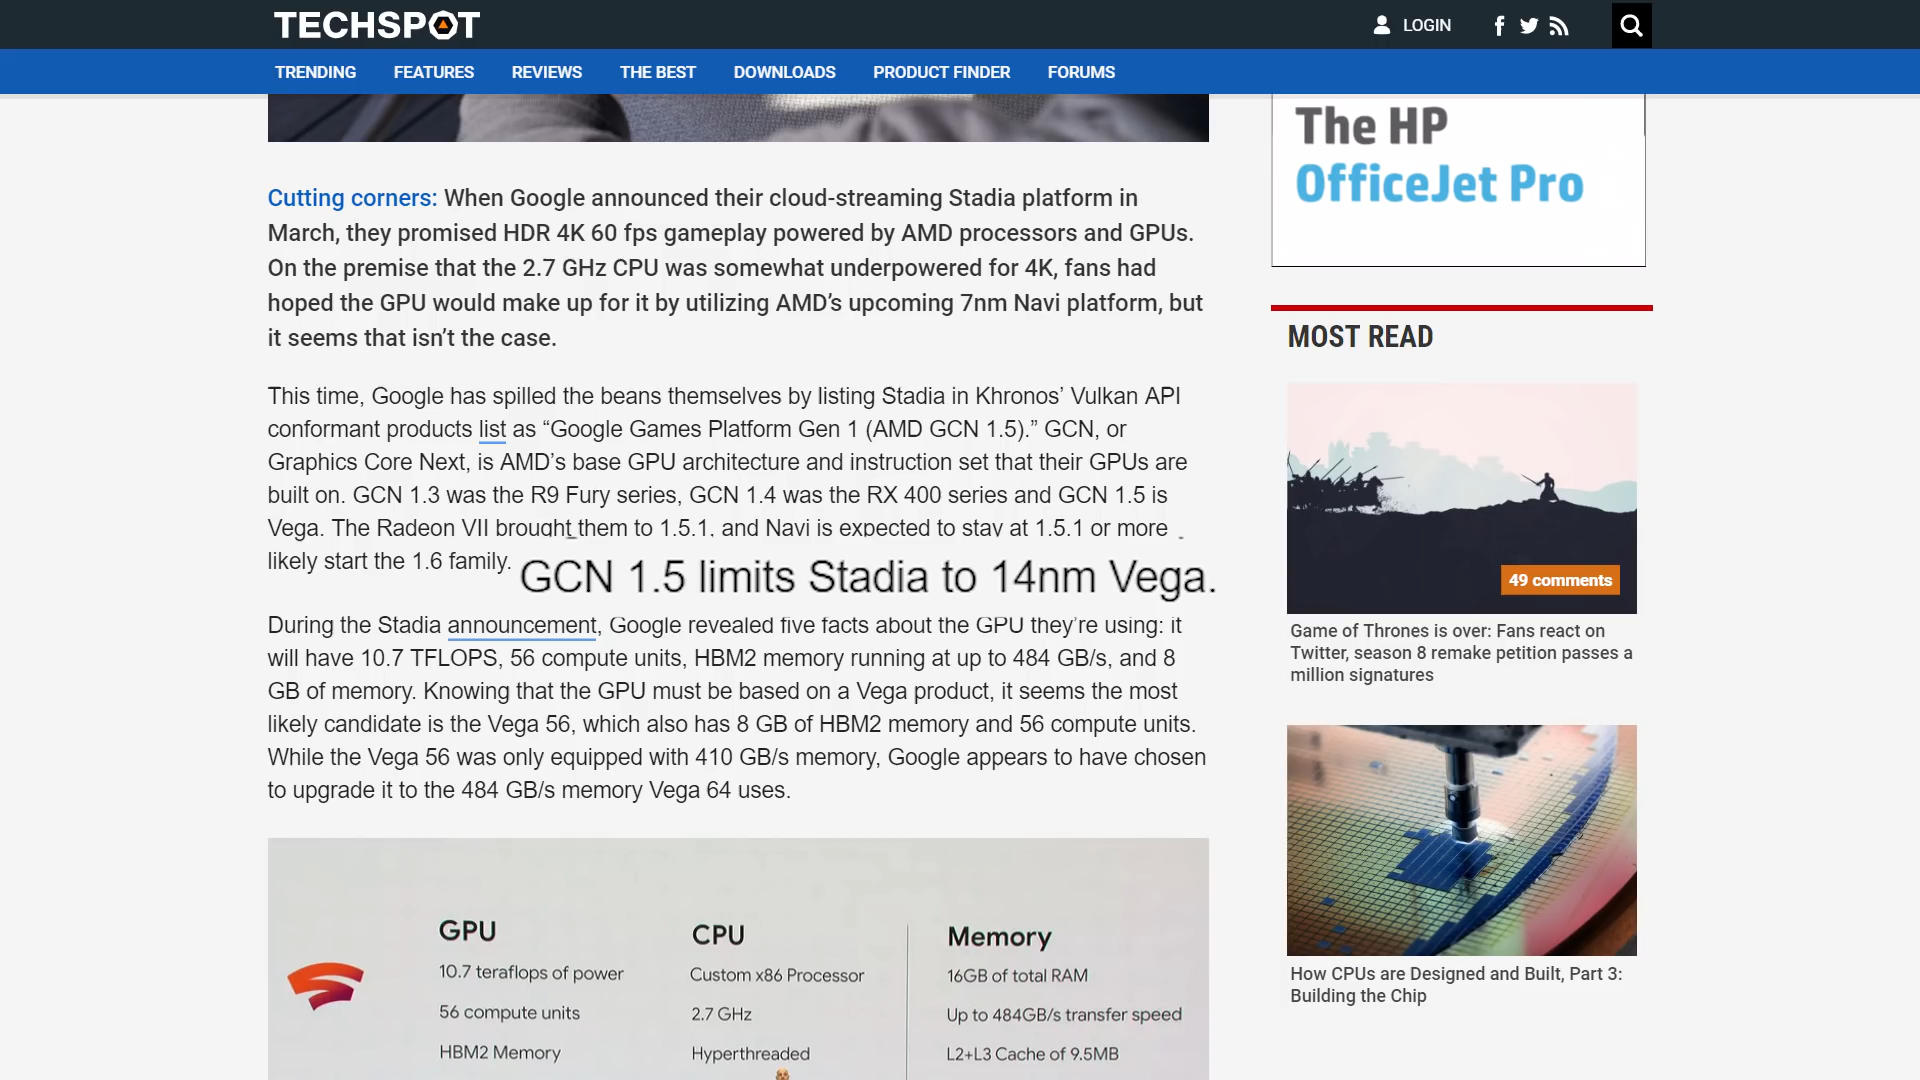 TECHSPOT
LOGIN
TRENDING FEATURES REVIEWS THE BEST DOWNLOADS PRODUCT FINDER FORUMS
Cutting corners: When Google announced their cloud-streaming Stadia platform in
March, they promised HDR 4K 60 fps gameplay powered by AMD processors and GPUs.
On the premise that the 2.7 GHz CPU was somewhat underpowered for 4K, fans had
hoped the GPU would make up for it by utilizing AMD’s upcoming 7nm Navi platform, but
it seems that isn’t the case.
This time, Google has spilled the beans themselves by listing Stadia in Khronos’ Vulkan API
conformant products list as “Google Games Platform Gen 1 (AMD GCN 1.5).” GCN, or
Graphics Core Next, is AMD’s base GPU architecture and instruction set that their GPUs are
built on. GCN 1.3 was the R9 Fury series, GCN 1.4 was the RX 400 series and GCN 1.5 is
Vega. The Radeon VII brought them to 1.5.1, and Navi is expected to stay at 1.5.1 or more
likely start the 1.6 family.
GCN 1.5 limits Stadia to 14nm Vega.
During the Stadia announcement, Google revealed five facts about the GPU they’re using: it
will have 10.7 TFLOPS, 56 compute units, HBM2 memory running at up to 484 GB/s, and 8
GB of memory. Knowing that the GPU must be based on a Vega product, it seems the most
likely candidate is the Vega 56, which also has 8 GB of HBM2 memory and 56 compute units.
While the Vega 56 was only equipped with 410 GB/s memory, Google appears to have chosen
to upgrade it to the 484 GB/s memory Vega 64 uses.
GPU
10.7 teraflops of power
56 compute units
HBM2 Memory
CPU
Custom x86 Processor
2.7 GHz
Hyperthreaded
Memory
16GB of total RAM
Up to 484GB/s transfer speed
L2+L3 Cache of 9.5MB
The HP
OfficeJet Pro
MOST READ
49 comments
Game of Thrones is over: Fans react on
Twitter, season 8 remake petition passes a
million signatures
How CPUs are Designed and Built, Part 3:
Building the Chip